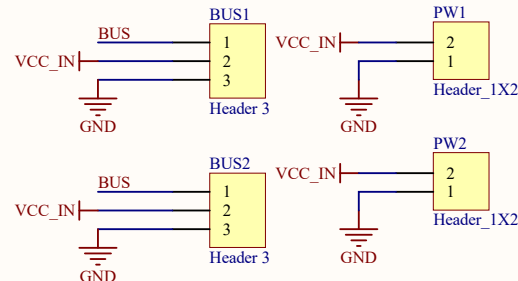 BUS1
BUS
1
VCC_IN
2
3
GND
Header 3
PW1
VCC_IN
2
1
GND
Header_1X2
BUS2
BUS
1
VCC_IN
2
3
GND
Header 3
PW2
VCC_IN
2
1
GND
Header_1X2